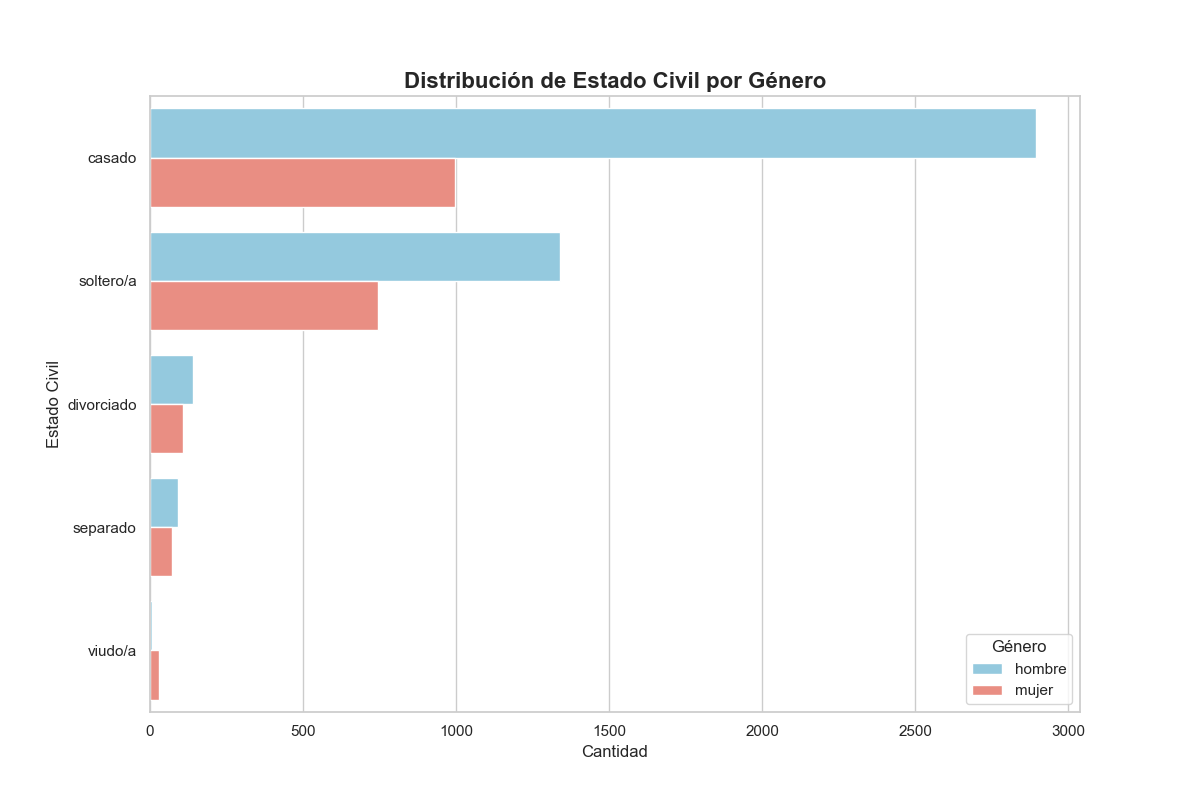 Distribución de Estado Civil por Género
casado
soltero/a
divorciado
separado
viudo/a
Estado Civil
0 500 1000 1500 2000 2500 3000
Cantidad
Género
hombre
mujer